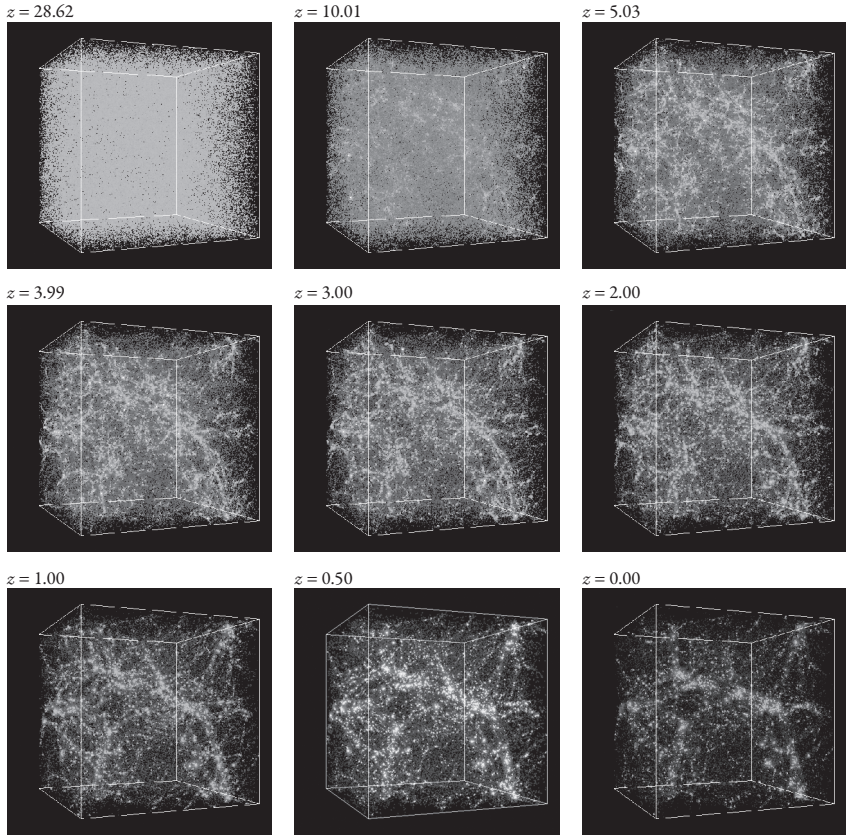 z = 28.62
z = 10.01
z = 5.03
z = 3.99
z = 3.00
z = 2.00
z = 1.00
z = 0.50
z = 0.00